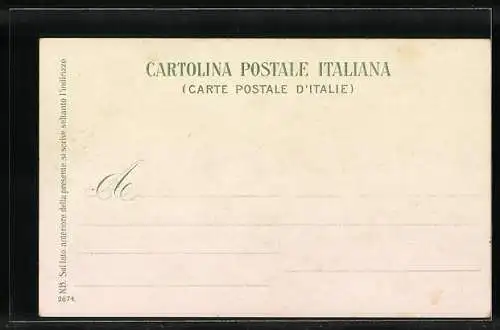 CARTOLINA POSTALE ITALIANA
(CARTE POSTALE D'ITALIE)
A
N.B. Sul lato anteriore della presente si scrive soltanto l'indirizzo
2674